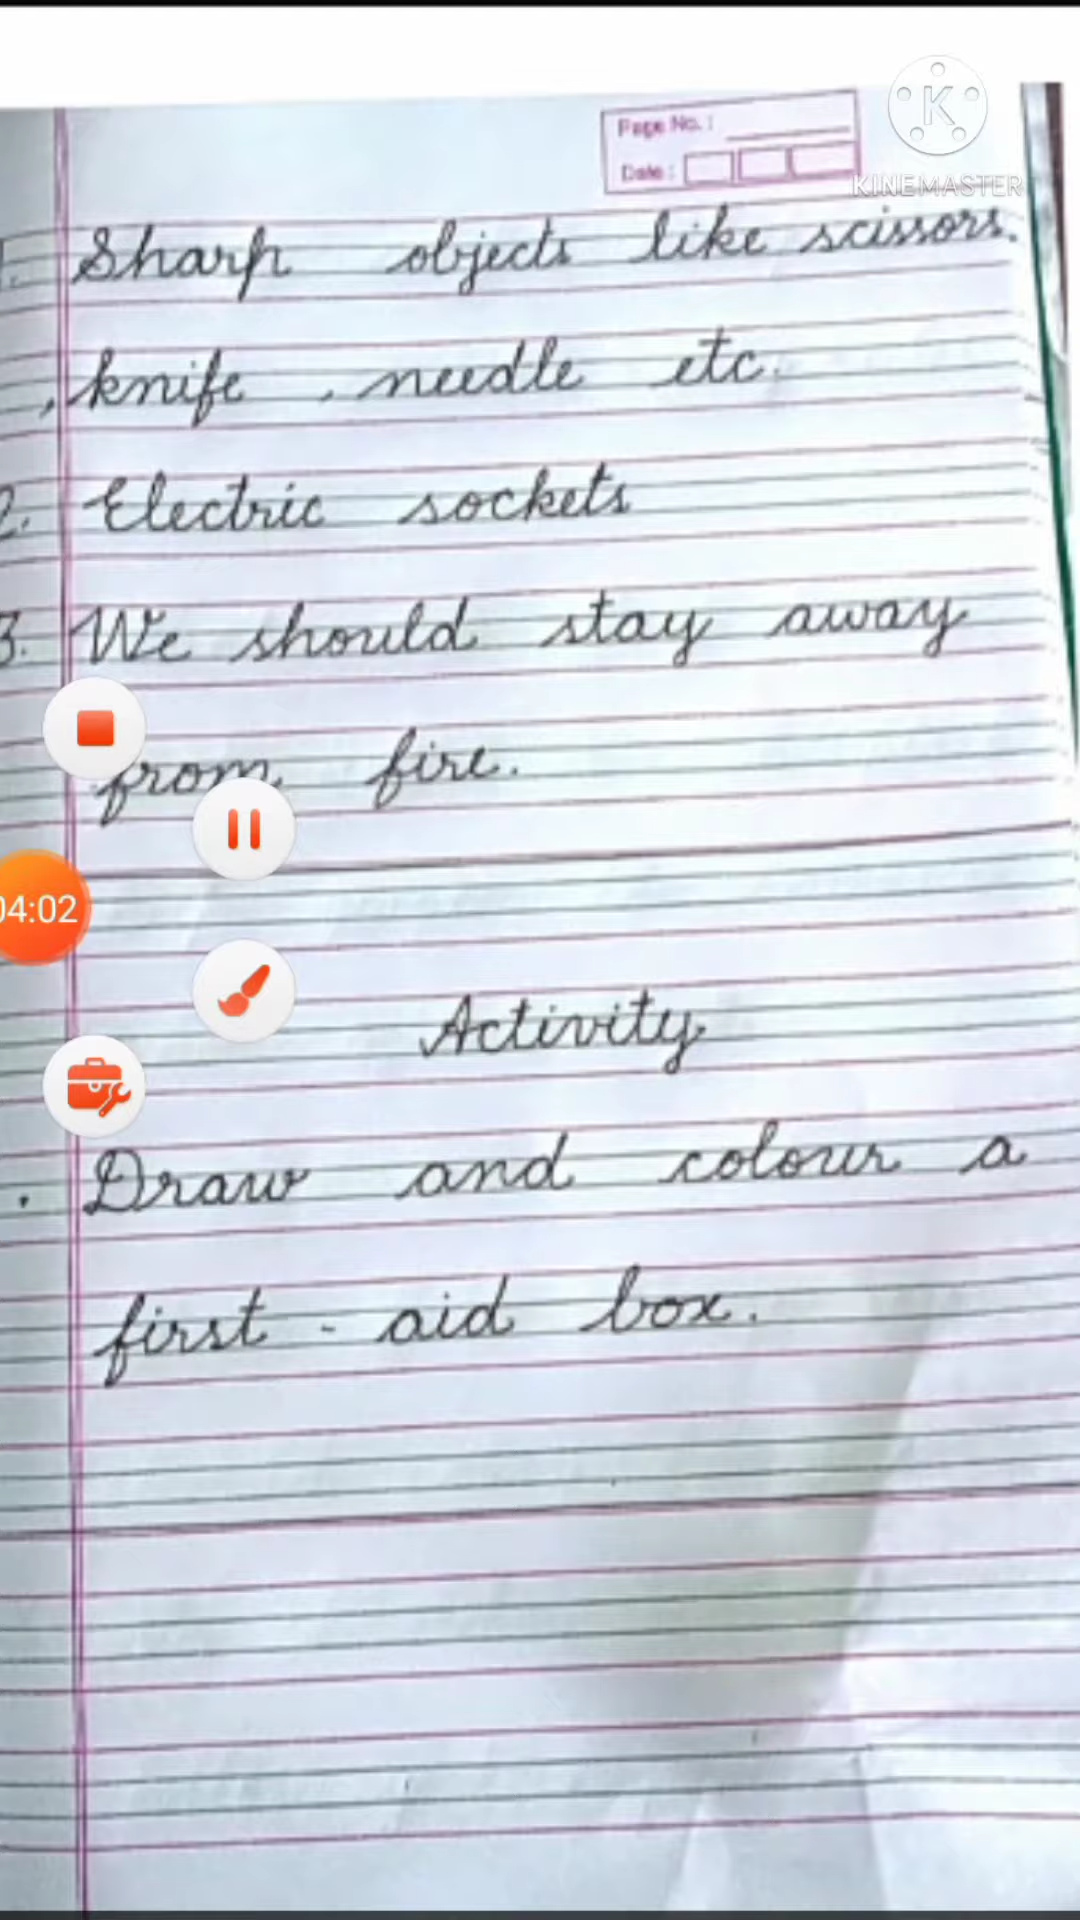 Page No. :
Date :
KINEMASTER
1. Sharp objects like scissors.
, knife , needle etc.
2. Electric sockets
3. We should stay away
from fire.
04:02
Activity
. Draw and colour a
first - aid box.